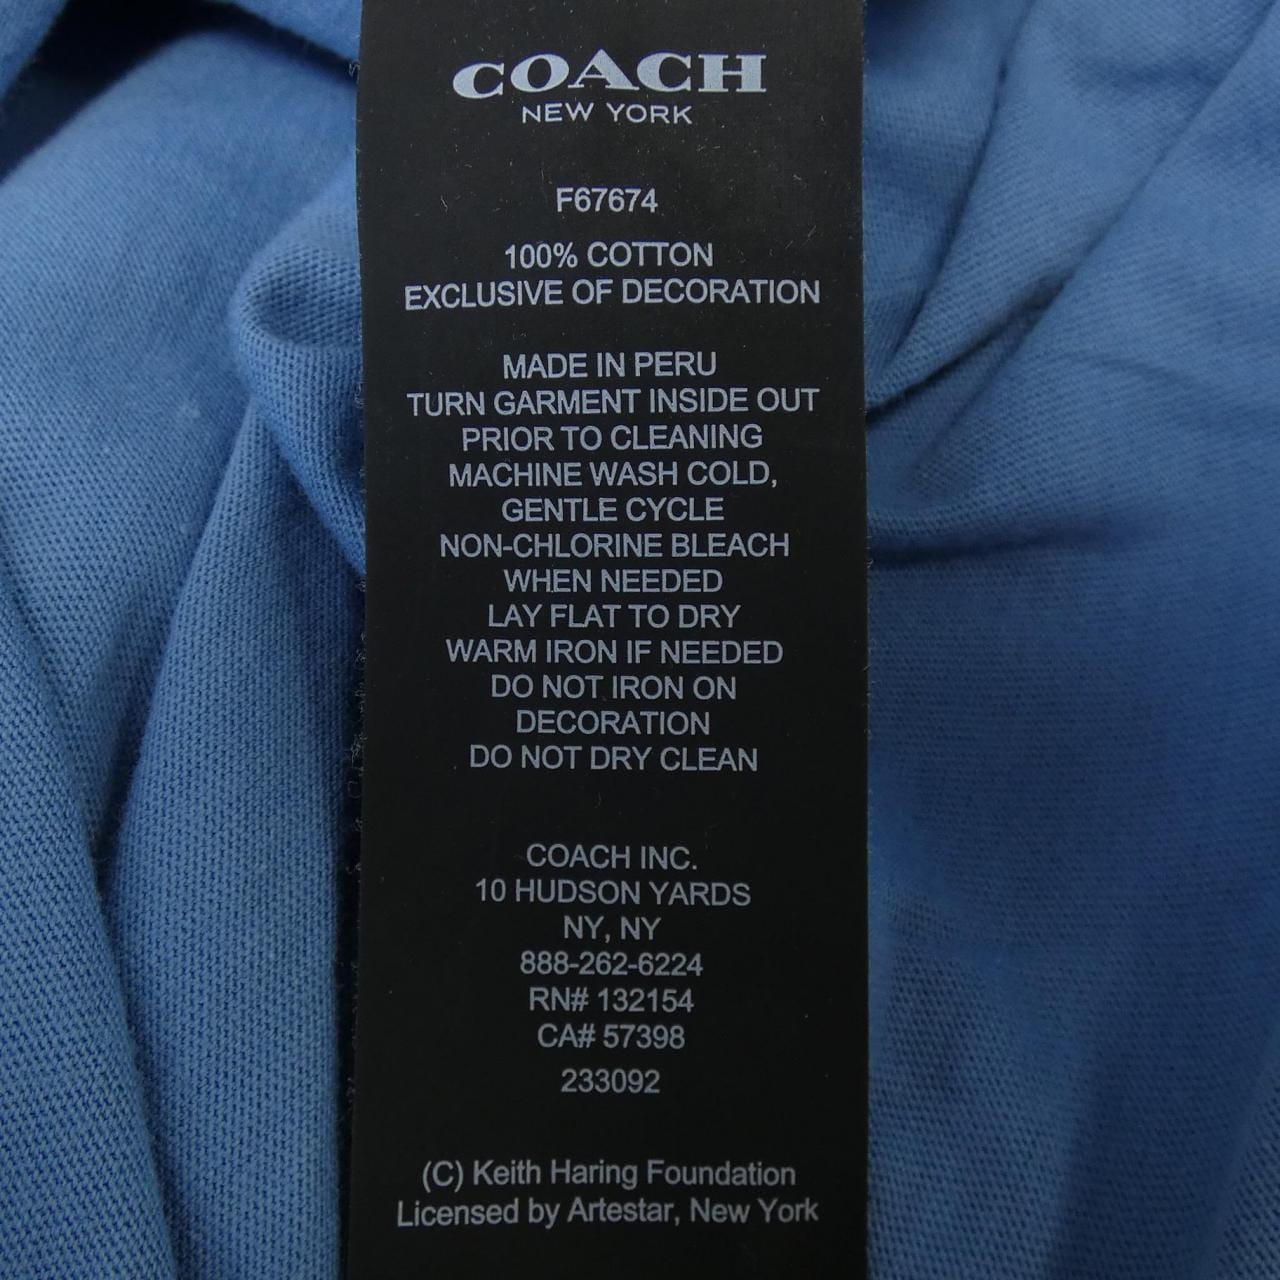 COACH
NEW YORK
F67674
100% COTTON
EXCLUSIVE OF DECORATION
MADE IN PERU
TURN GARMENT INSIDE OUT
PRIOR TO CLEANING
MACHINE WASH COLD,
GENTLE CYCLE
NON-CHLORINE BLEACH
WHEN NEEDED
LAY FLAT TO DRY
WARM IRON IF NEEDED
DO NOT IRON ON
DECORATION
DO NOT DRY CLEAN
COACH INC.
10 HUDSON YARDS
NY, NY
888-262-6224
RN# 132154
CA# 57398
233092
(C) Keith Haring Foundation
Licensed by Artestar, New York